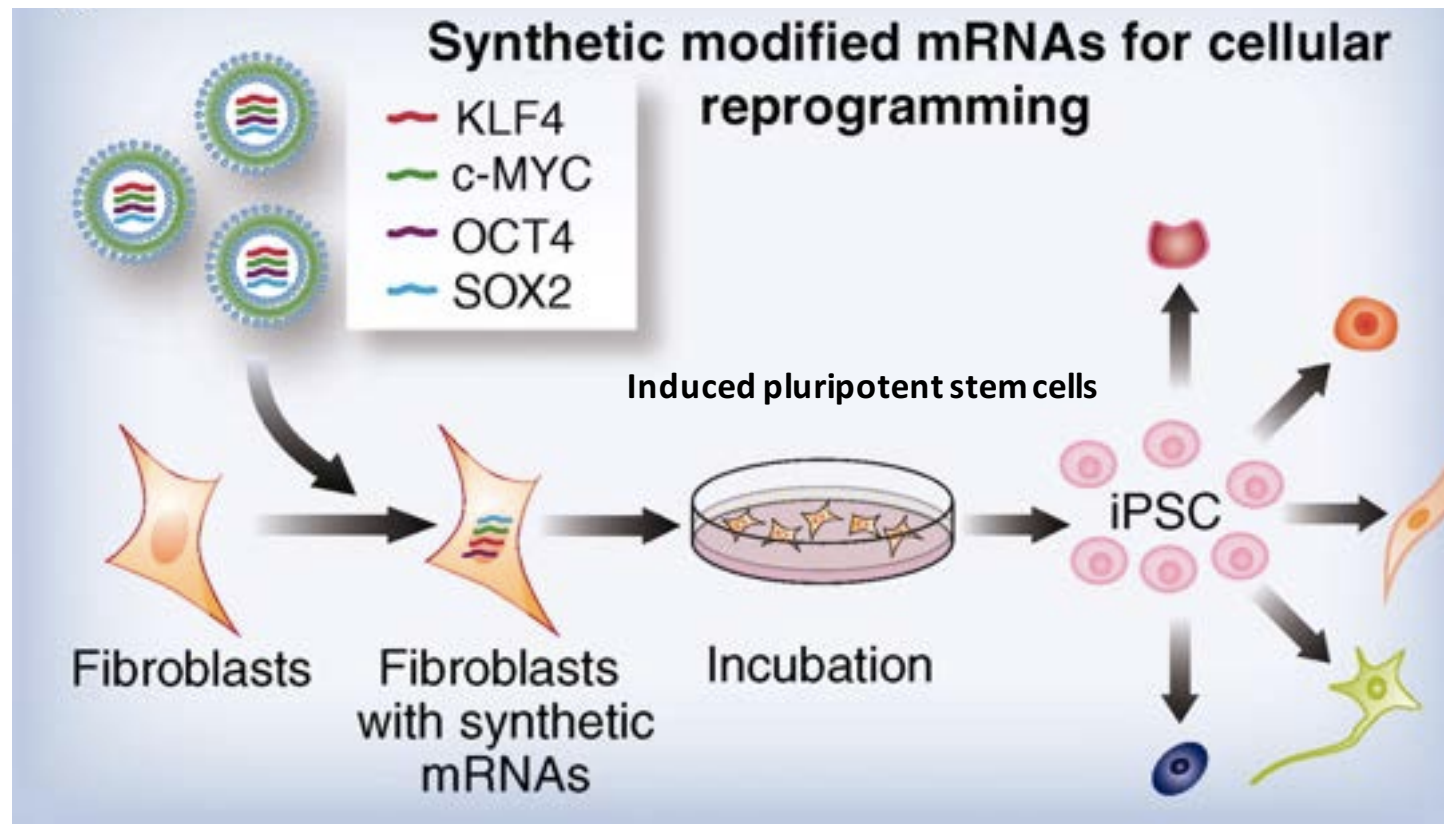 Synthetic modified mRNAs for cellular
reprogramming
KLF4
c-MYC
OCT4
SOX2
Induced pluripotent stem cells
iPSC
Fibroblasts
Fibroblasts
with synthetic
mRNAs
Incubation